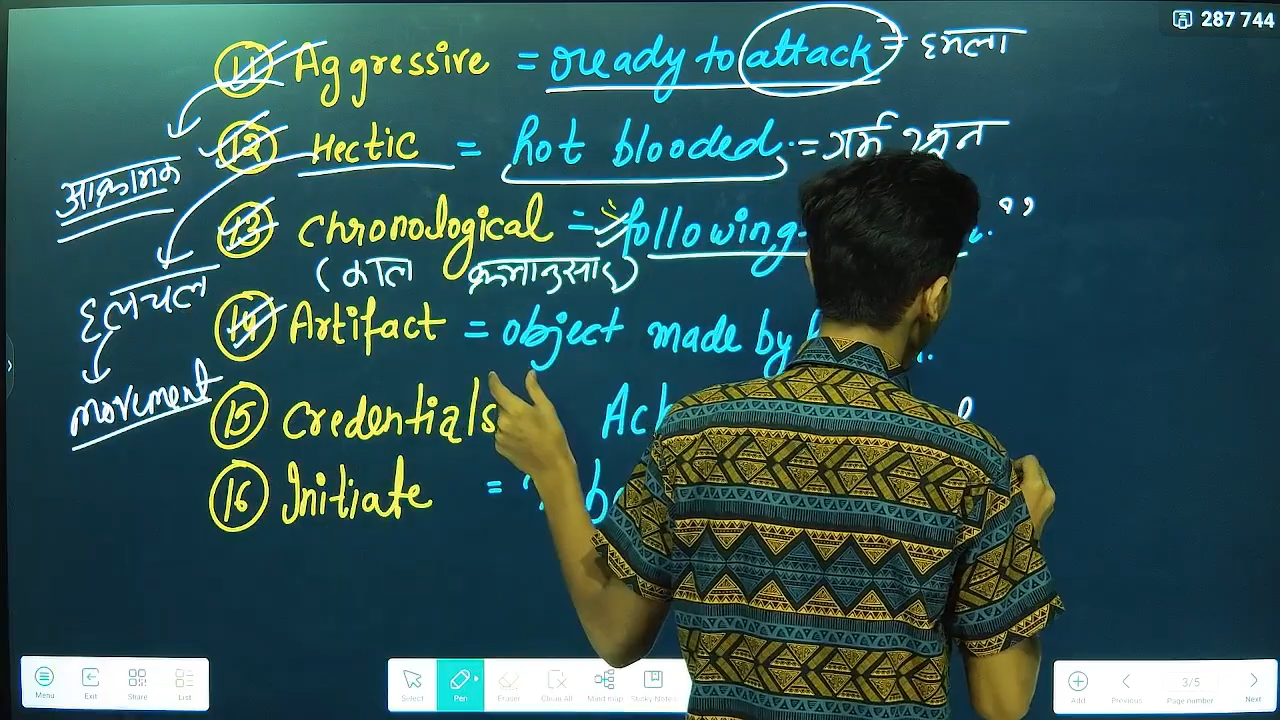 287 744
11 Aggressive = ready to attack = हमला
आक्रामक
12 Hectic = hot blooded = गर्म खून
हलचल
movement
13 Chronological = following
(काल क्रमानुसार)
14 Artifact = object made by
15 Credentials
16 Initiate =
Menu Exit Share List
Select Pen Eraser Clean All Mind map Sticky Notes
Add Previous 3/5 Page number Next